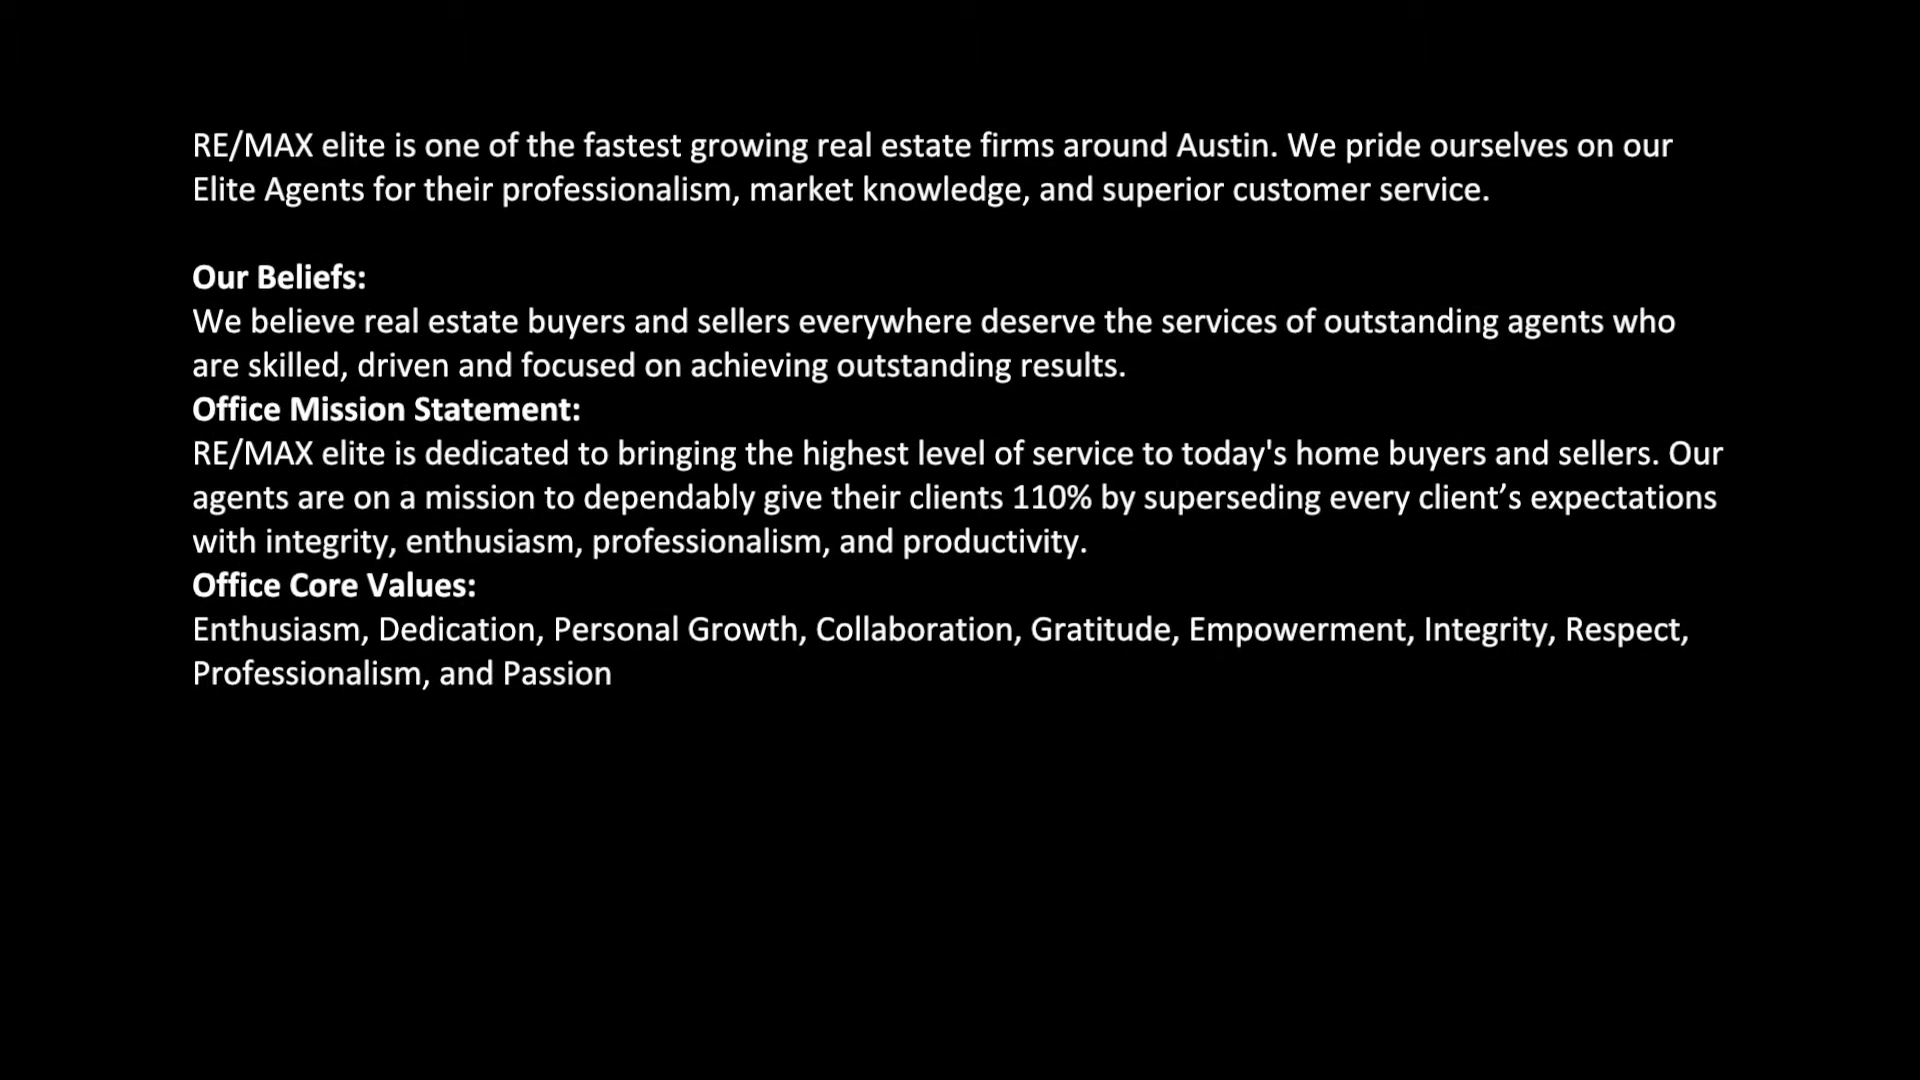 RE/MAX elite is one of the fastest growing real estate firms around Austin. We pride ourselves on our
Elite Agents for their professionalism, market knowledge, and superior customer service.
Our Beliefs:
We believe real estate buyers and sellers everywhere deserve the services of outstanding agents who
are skilled, driven and focused on achieving outstanding results.
Office Mission Statement:
RE/MAX elite is dedicated to bringing the highest level of service to today's home buyers and sellers. Our
agents are on a mission to dependably give their clients 110% by superseding every client’s expectations
with integrity, enthusiasm, professionalism, and productivity.
Office Core Values:
Enthusiasm, Dedication, Personal Growth, Collaboration, Gratitude, Empowerment, Integrity, Respect,
Professionalism, and Passion